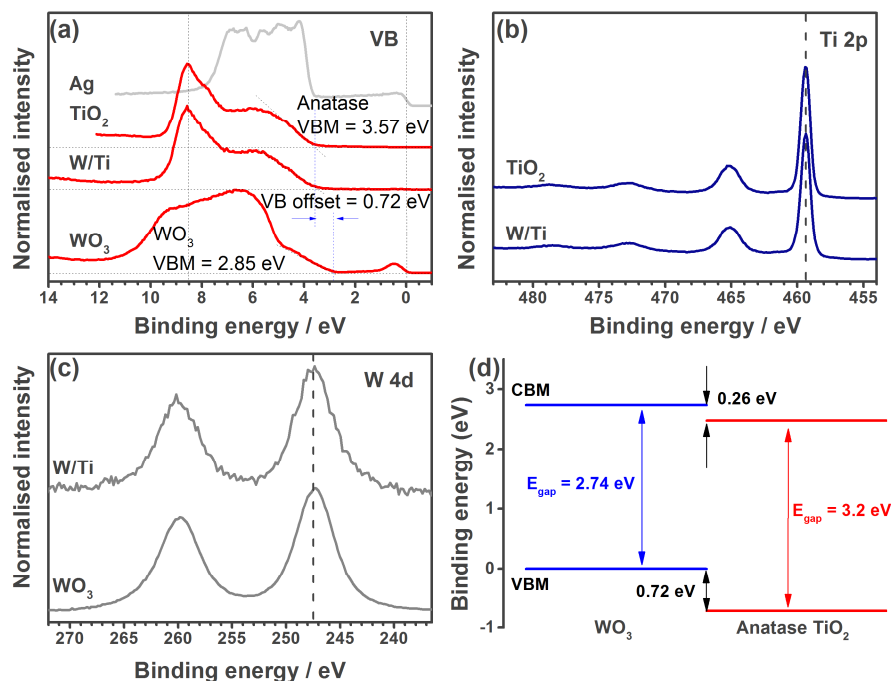 (a)
VB
Ag
TiO2
W/Ti
WO3
Anatase
VBM = 3.57 eV
VB offset = 0.72 eV
WO3
VBM = 2.85 eV
14 12 10 8 6 4 2 0
Binding energy / eV
Normalised intensity
(b)
Ti 2p
TiO2
W/Ti
480 475 470 465 460 455
Binding energy / eV
Normalised intensity
(c)
W 4d
W/Ti
WO3
270 265 260 255 250 245 240
Binding energy / eV
Normalised intensity
(d)
CBM
0.26 eV
Egap = 2.74 eV
Egap = 3.2 eV
VBM
0.72 eV
WO3
Anatase TiO2
3
2
1
0
-1
Binding energy (eV)